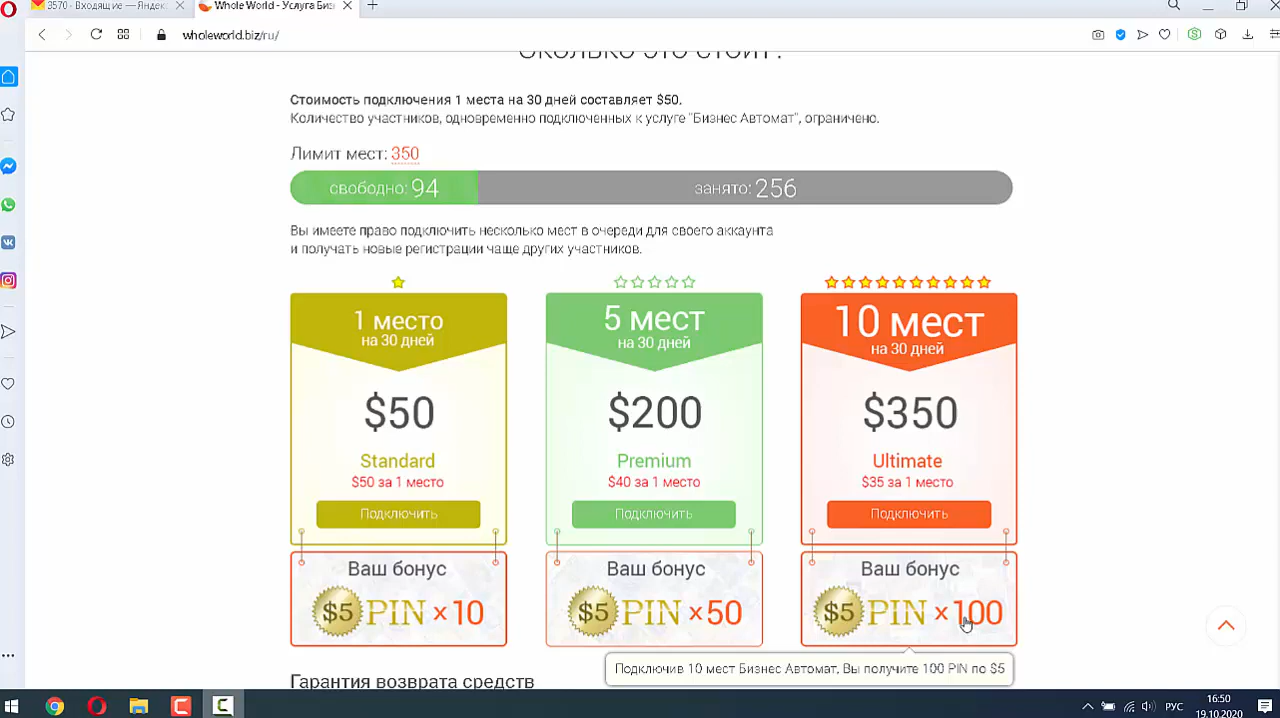 3570 - Входящие — Яндек
Whole World - Услуга Биз
wholeworld.biz/ru/
СКОЛЬКО ЭТО СТОИТ?
Стоимость подключения 1 места на 30 дней составляет $50.
Количество участников, одновременно подключенных к услуге "Бизнес Автомат", ограничено.
Лимит мест: 350
свободно: 94 занято: 256
Вы имеете право подключить несколько мест в очереди для своего аккаунта
и получать новые регистрации чаще других участников.
1 место
на 30 дней
$50
Standard
$50 за 1 место
Подключить
Ваш бонус
$5 PIN ×10
5 мест
на 30 дней
$200
Premium
$40 за 1 место
Подключить
Ваш бонус
$5 PIN ×50
10 мест
на 30 дней
$350
Ultimate
$35 за 1 место
Подключить
Ваш бонус
$5 PIN ×100
Подключив 10 мест Бизнес Автомат, Вы получите 100 PIN по $5
Гарантия возврата средств
РУС
16:50
19.10.2020